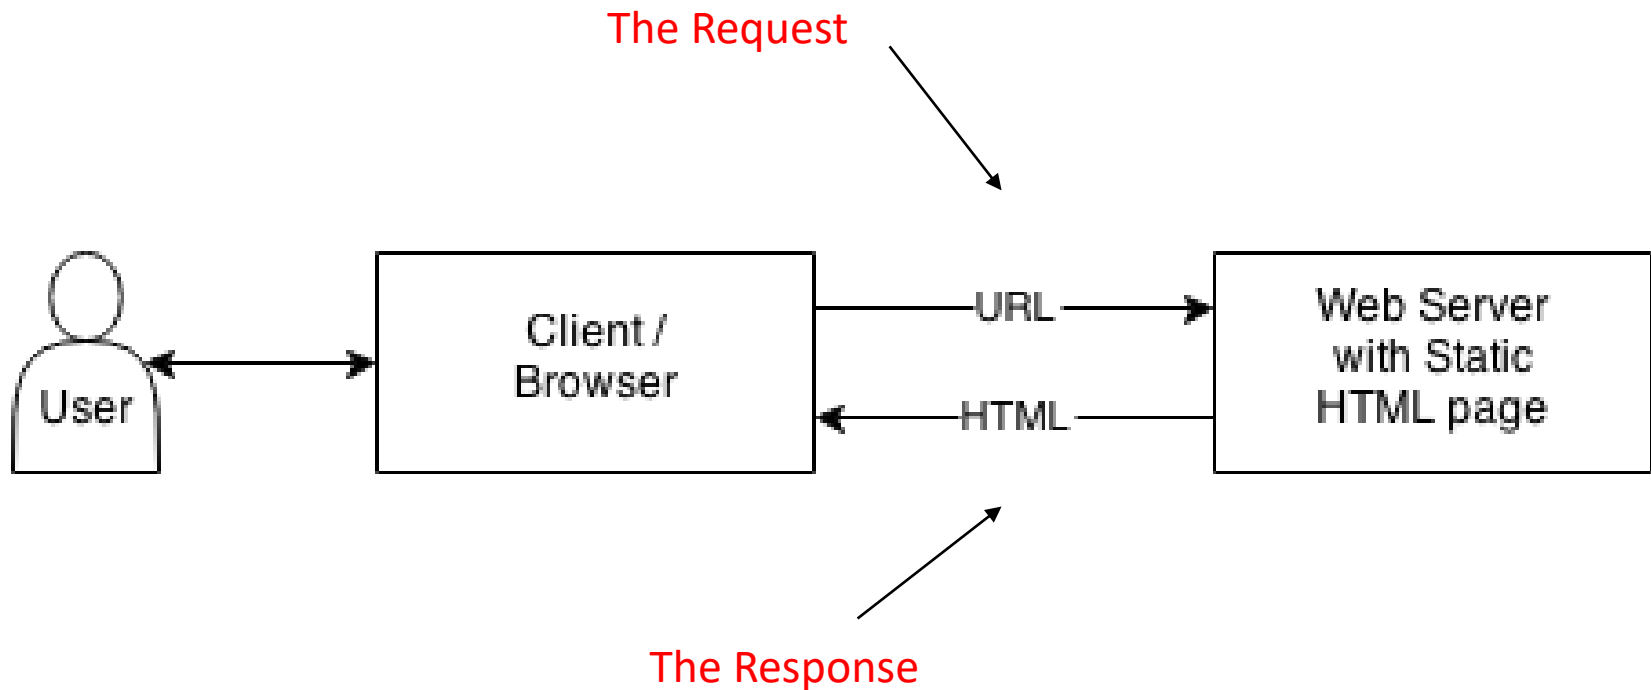 The Request
User
Client /
Browser
URL
HTML
Web Server
with Static
HTML page
The Response